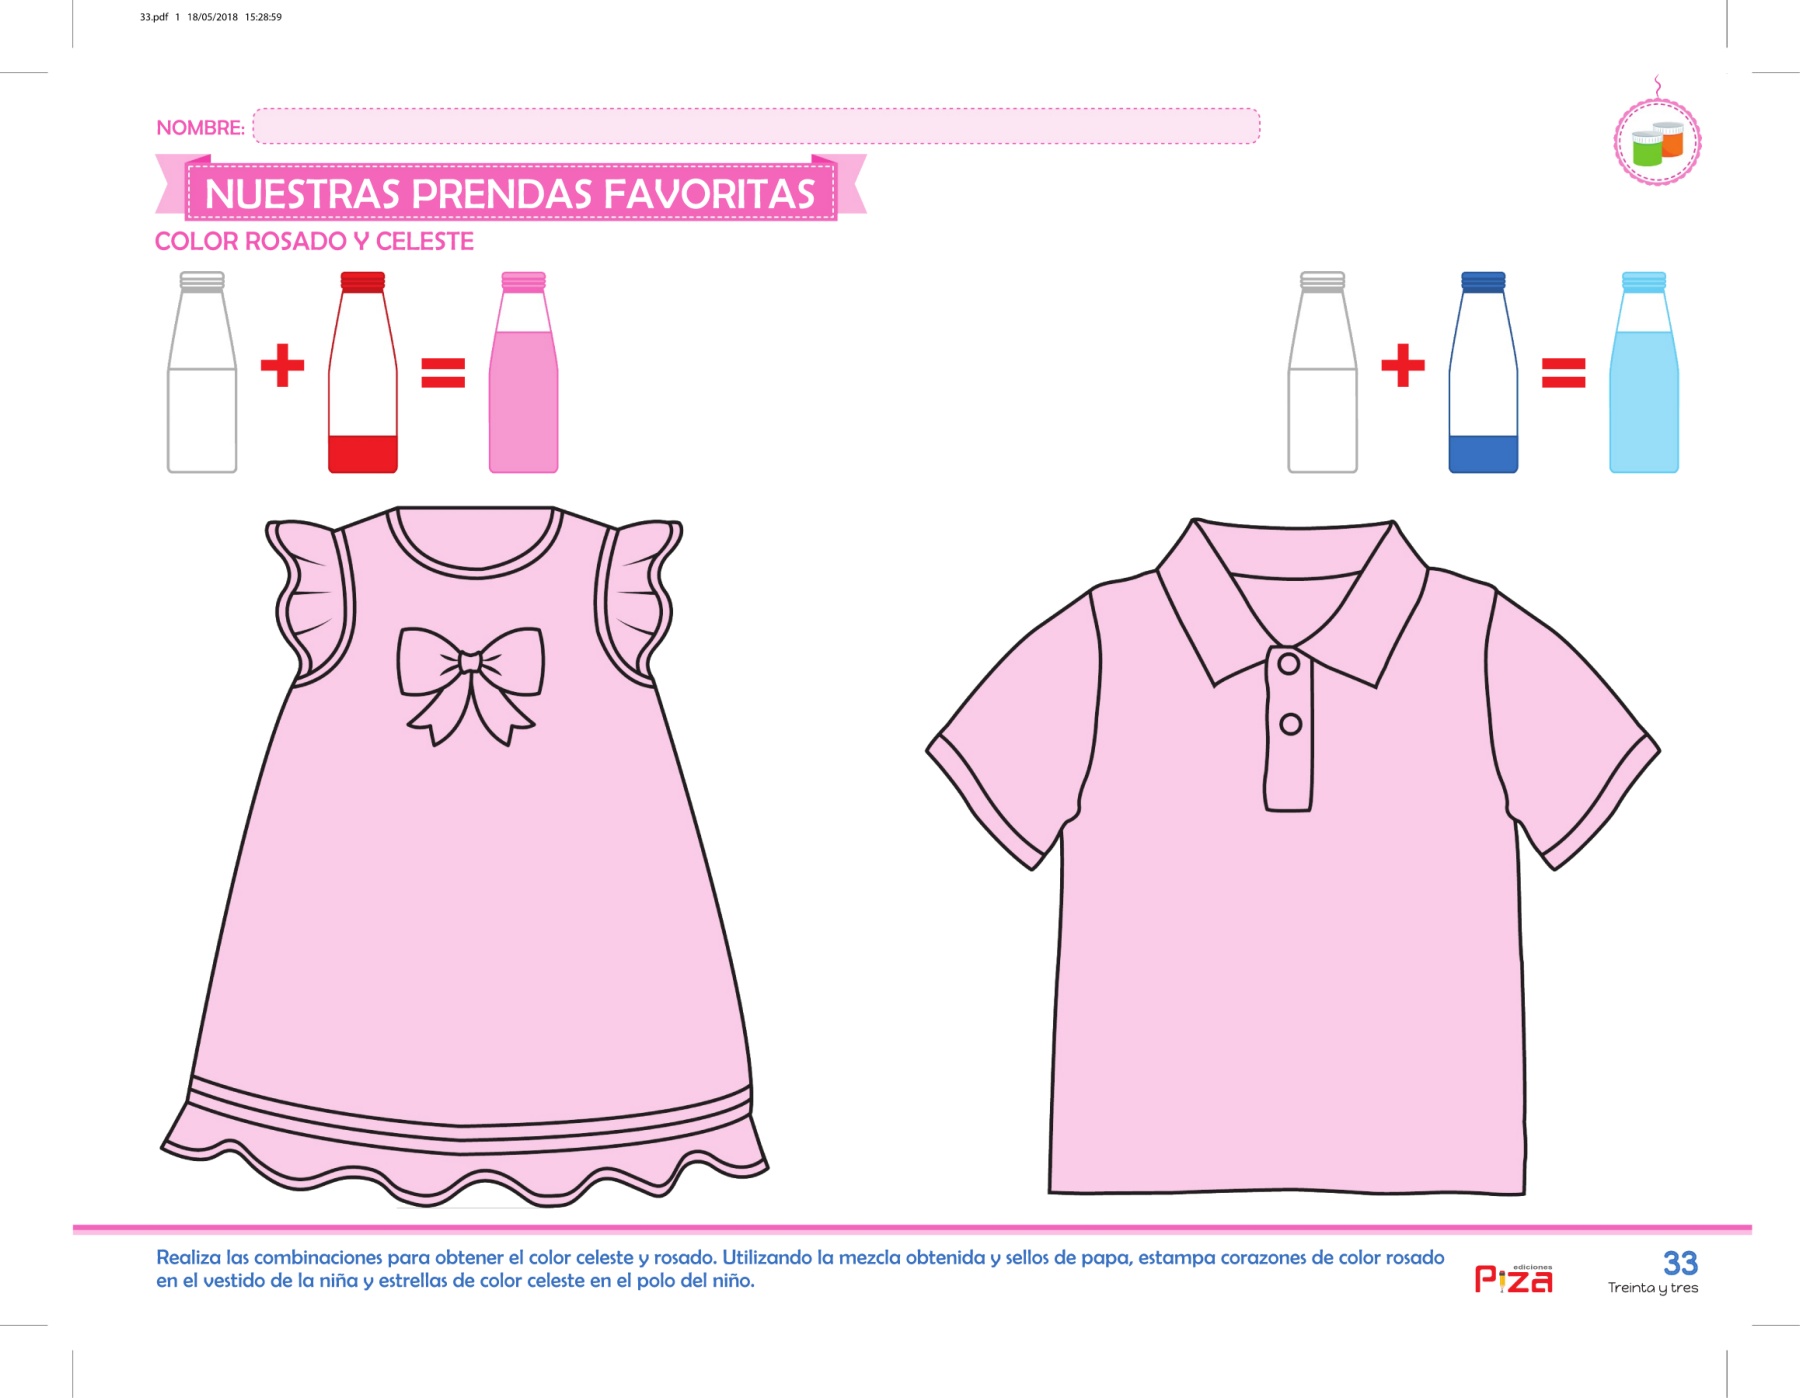 33.pdf 1 18/05/2018 15:28:59
NOMBRE:
NUESTRAS PRENDAS FAVORITAS
COLOR ROSADO Y CELESTE
+ =
+ =
Realiza las combinaciones para obtener el color celeste y rosado. Utilizando la mezcla obtenida y sellos de papa, estampa corazones de color rosado
en el vestido de la niña y estrellas de color celeste en el polo del niño.
ediciones
Piza
33
Treinta y tres